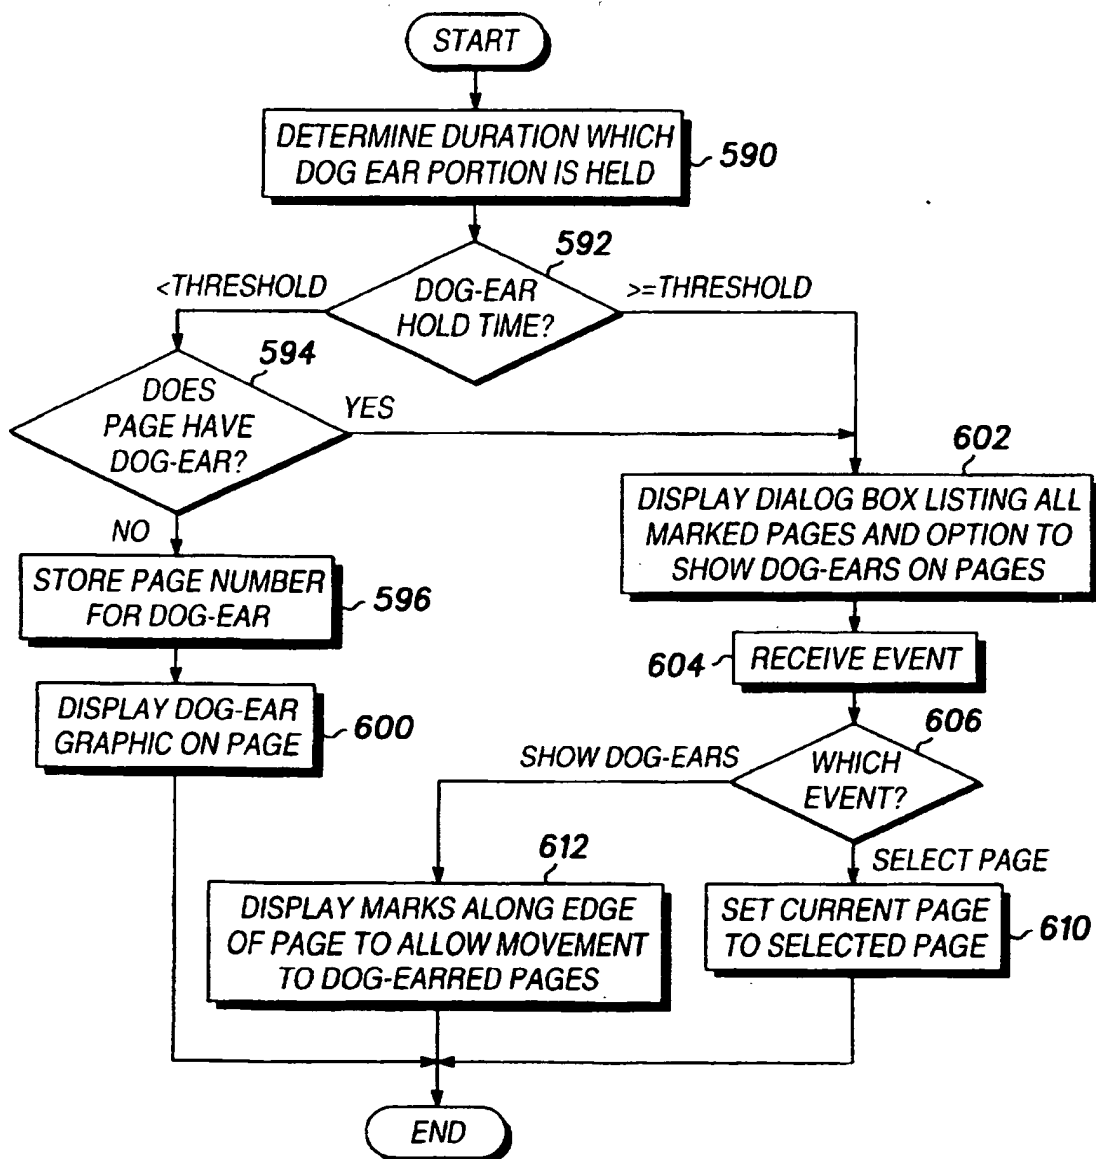 START
DETERMINE DURATION WHICH
DOG EAR PORTION IS HELD
590
592
<THRESHOLD
DOG-EAR
HOLD TIME?
>=THRESHOLD
594
DOES
PAGE HAVE
DOG-EAR?
YES
NO
602
DISPLAY DIALOG BOX LISTING ALL
MARKED PAGES AND OPTION TO
SHOW DOG-EARS ON PAGES
STORE PAGE NUMBER
FOR DOG-EAR
596
604
RECEIVE EVENT
DISPLAY DOG-EAR
GRAPHIC ON PAGE
600
606
SHOW DOG-EARS
WHICH
EVENT?
SELECT PAGE
612
DISPLAY MARKS ALONG EDGE
OF PAGE TO ALLOW MOVEMENT
TO DOG-EARRED PAGES
SET CURRENT PAGE
TO SELECTED PAGE
610
END